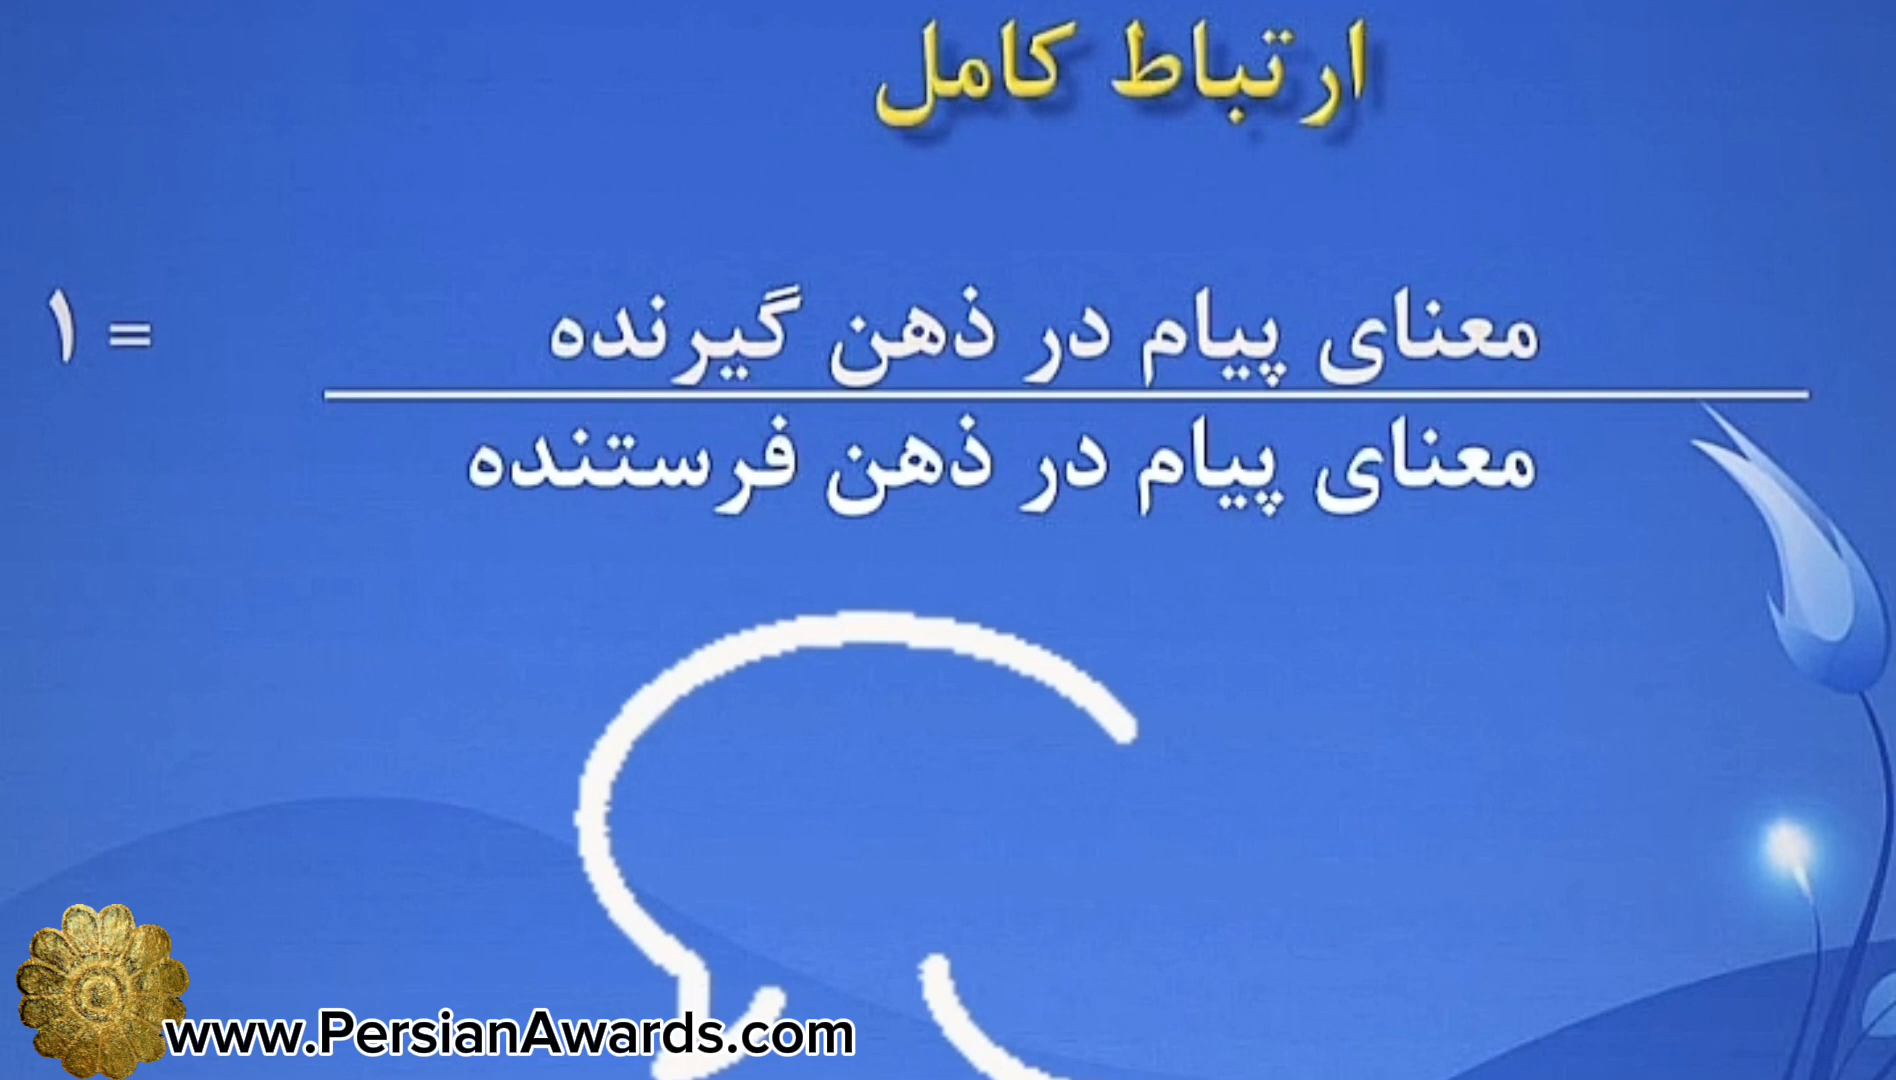 ارتباط کامل
معنای پیام در ذهن گیرنده
= ۱
معنای پیام در ذهن فرستنده
www.PersianAwards.com